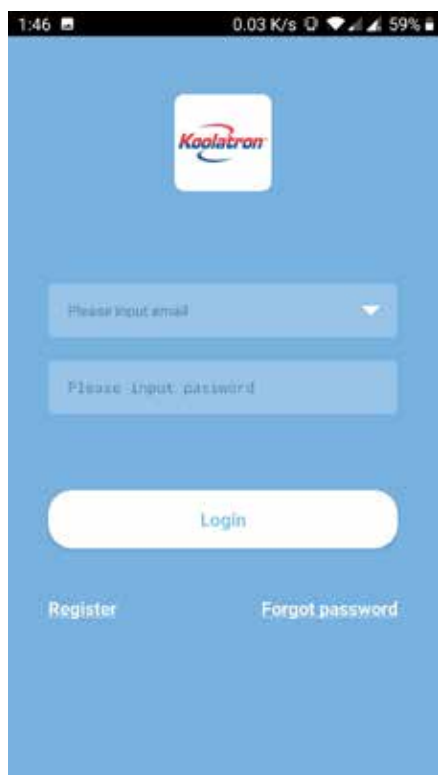 1:46 0.03 K/s 59%
Koolatron
Please input email
Please input password
Login
Register Forgot password